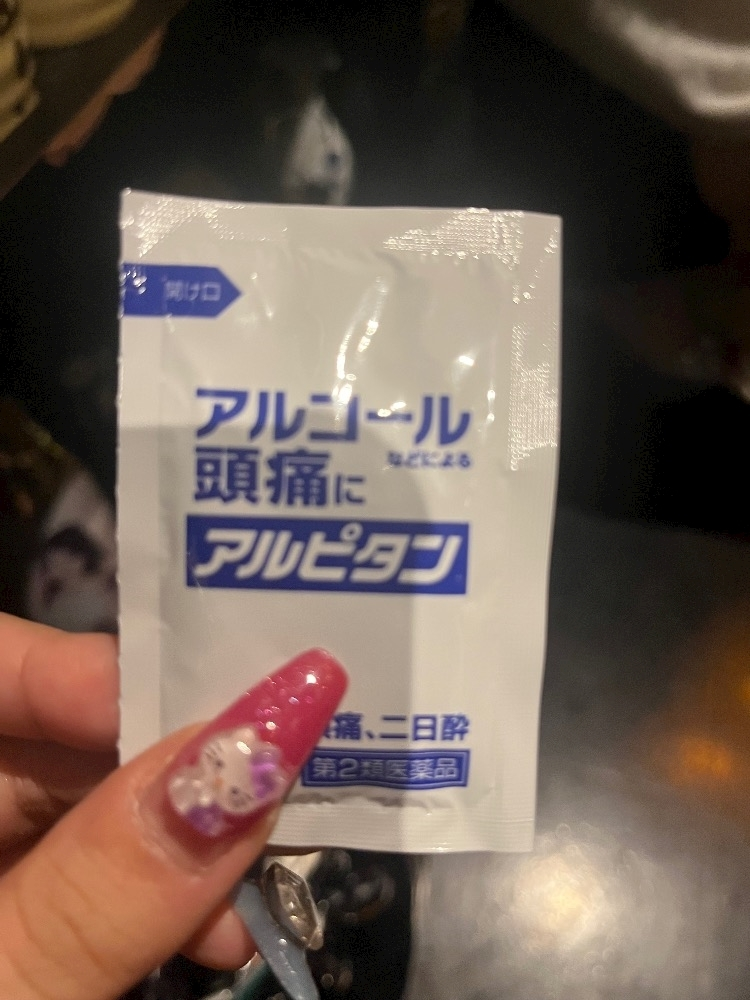 開け口
アルコール
などによる
頭痛に
アルピタン
痛、二日酔
第2類医薬品